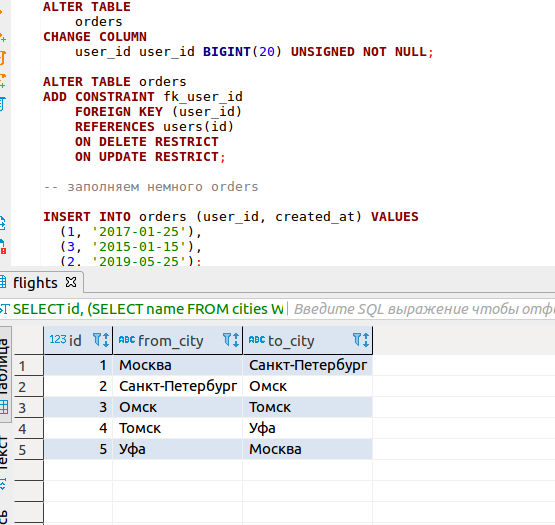 ALTER TABLE
orders
CHANGE COLUMN
user_id user_id BIGINT(20) UNSIGNED NOT NULL;
ALTER TABLE orders
ADD CONSTRAINT fk_user_id
FOREIGN KEY (user_id)
REFERENCES users(id)
ON DELETE RESTRICT
ON UPDATE RESTRICT;
-- заполняем немного orders
INSERT INTO orders (user_id, created_at) VALUES
(1, '2017-01-25'),
(3, '2015-01-15'),
(2, '2019-05-25');
flights
SELECT id, (SELECT name FROM cities W
Введите SQL выражение чтобы отф
123 id ABC from_city ABC to_city
1 1 Москва Санкт-Петербург
2 2 Санкт-Петербург Омск
3 3 Омск Томск
4 4 Томск Уфа
5 5 Уфа Москва
Таблица
Текст